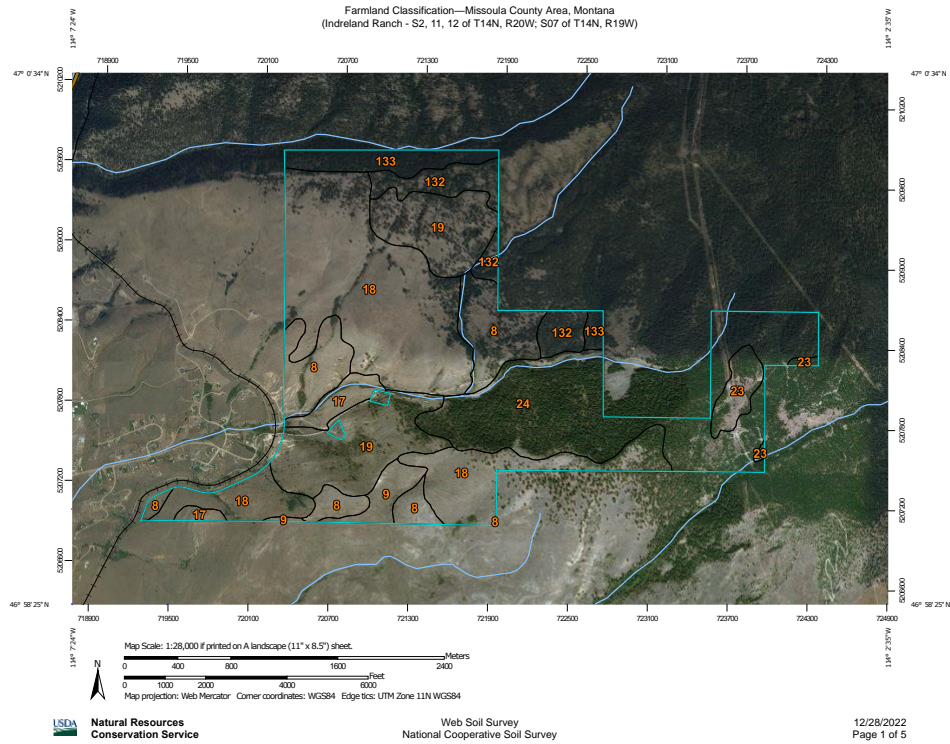 Farmland Classification—Missoula County Area, Montana
(Indreland Ranch - S2, 11, 12 of T14N, R20W; S07 of T14N, R19W)
114° 7' 24'' W
114° 2' 35'' W
718900 719500 720100 720700 721300 721900 722500 723100 723700 724300
47° 0' 34'' N
47° 0' 34'' N
5210200
5210200
5209600
5209600
5209000
5209000
5208400
5208400
5207800
5207800
5207200
5207200
5206600
5206600
133
132
19
132
18
8
132
133
8
23
23
17
24
19
23
18
9
18
8
8
8
17
9
8
46° 58' 25'' N
46° 58' 25'' N
718900 719500 720100 720700 721300 721900 722500 723100 723700 724300 724900
114° 7' 24'' W
114° 2' 35'' W
Map Scale: 1:28,000 if printed on A landscape (11" x 8.5") sheet.
Meters
0 400 800 1600 2400
N
Feet
0 1000 2000 4000 6000
Map projection: Web Mercator Corner coordinates: WGS84 Edge tics: UTM Zone 11N WGS84
USDA
Natural Resources
Conservation Service
Web Soil Survey
National Cooperative Soil Survey
12/28/2022
Page 1 of 5